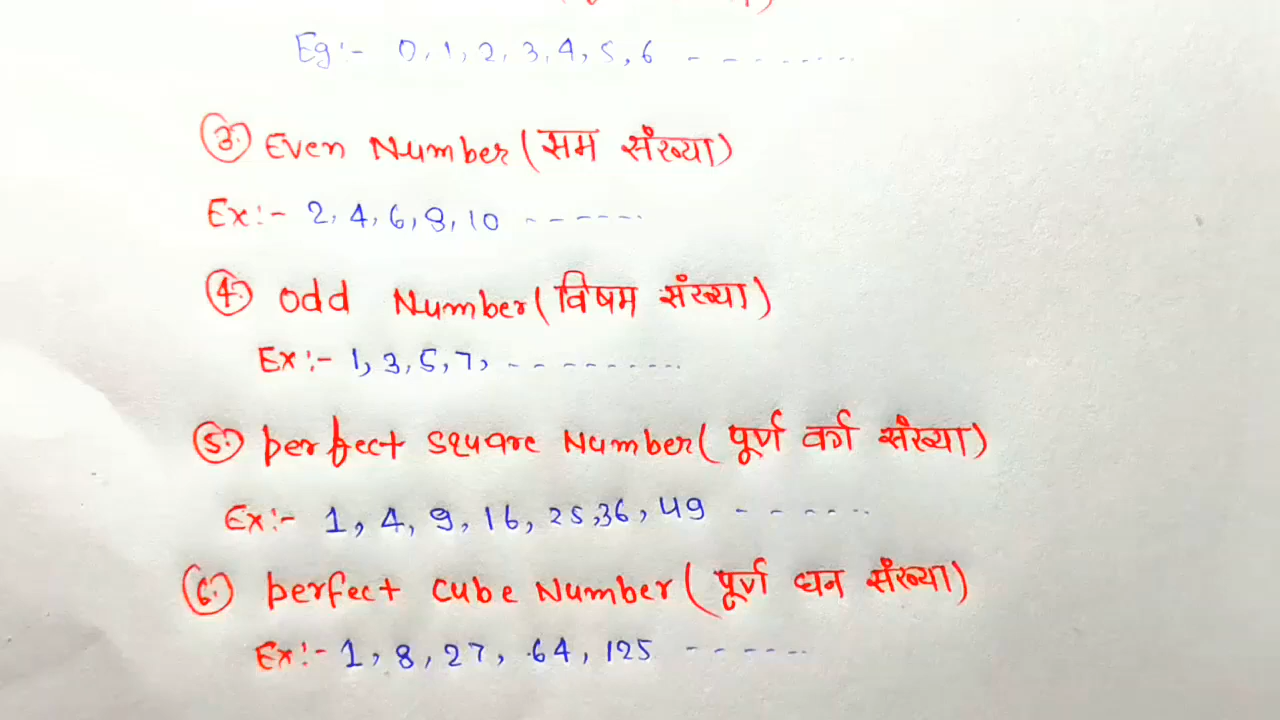 Eg:- 0, 1, 2, 3, 4, 5, 6 - - - - - - - -
③ Even Number (सम संख्या)
Ex:- 2, 4, 6, 8, 10 - - - - - -
④ odd Number (विषम संख्या)
Ex:- 1, 3, 5, 7, - - - - - - - - -
⑤ perfect square Number (पूर्ण वर्ग संख्या)
Ex:- 1, 4, 9, 16, 25, 36, 49 - - - - - -
⑥ perfect cube Number (पूर्ण घन संख्या)
Ex:- 1, 8, 27, 64, 125 - - - - - -